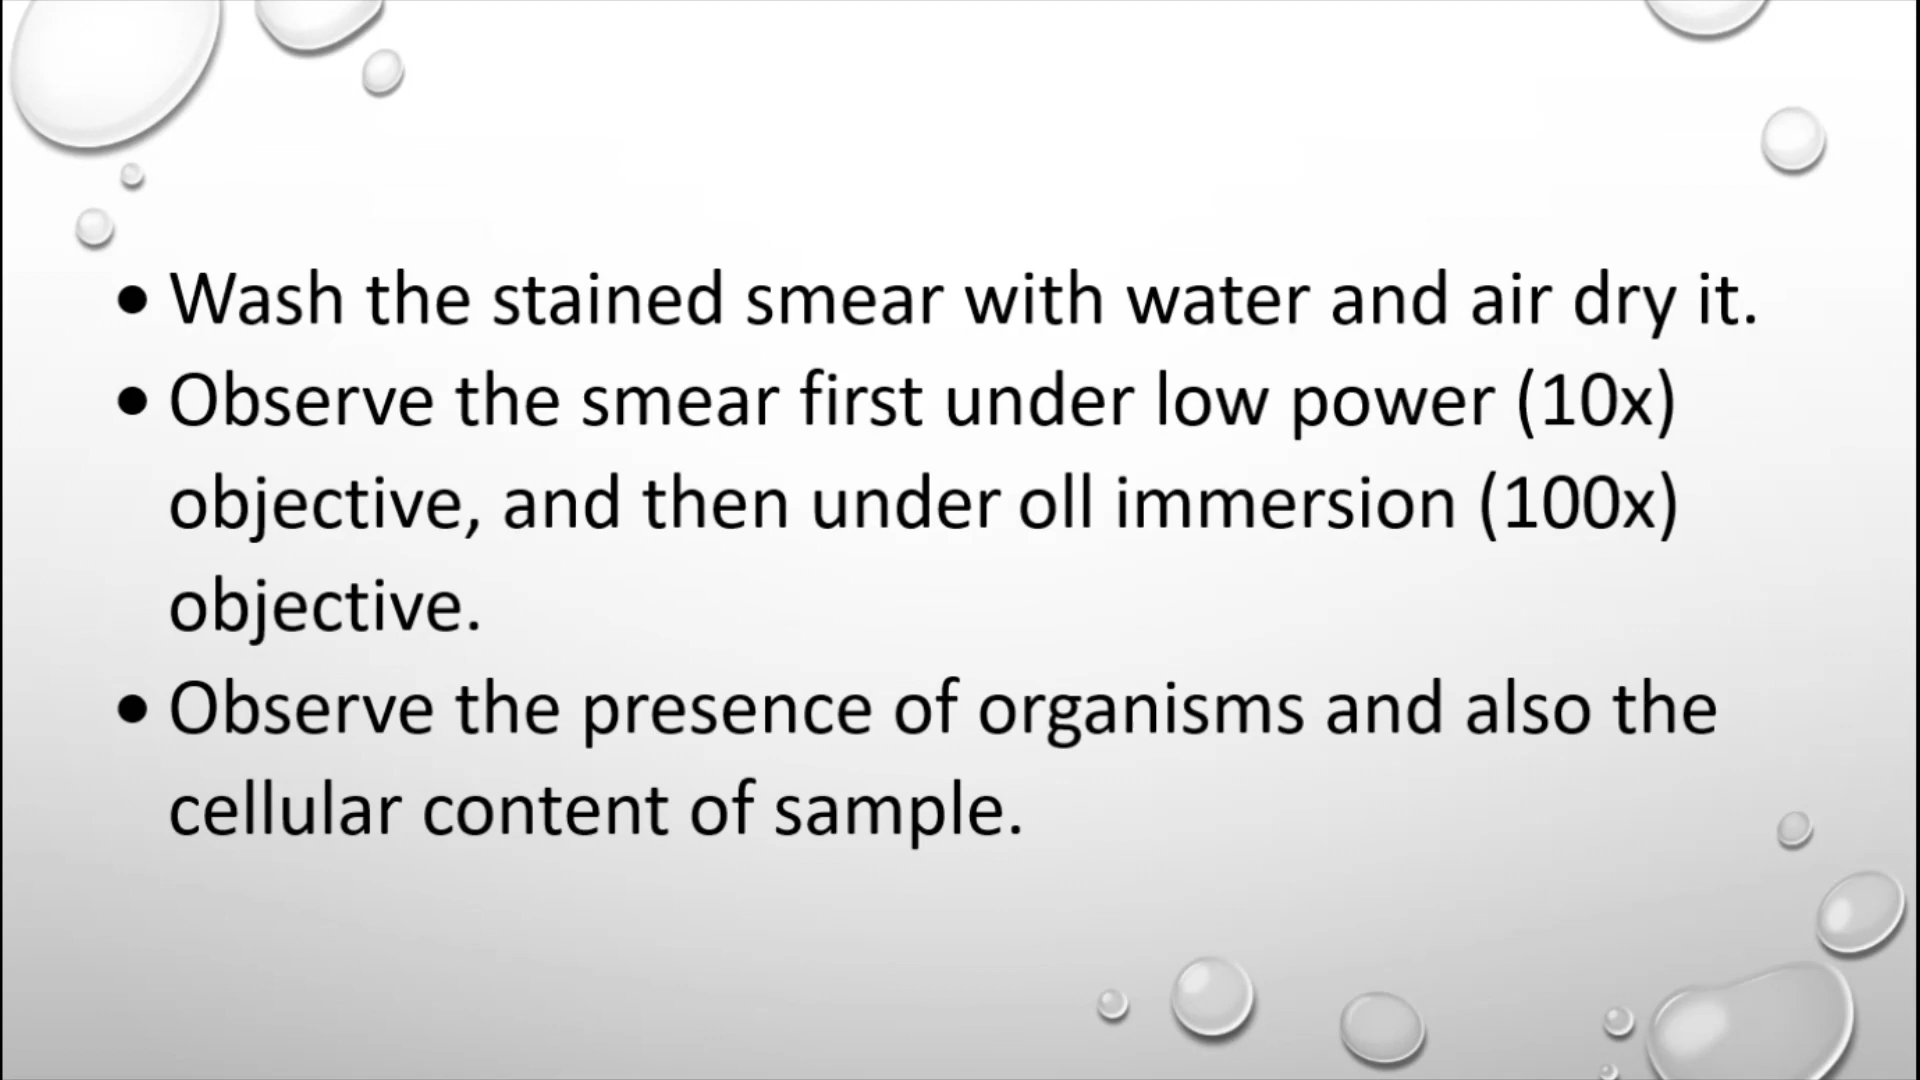 • Wash the stained smear with water and air dry it.
• Observe the smear first under low power (10x)
objective, and then under oll immersion (100x)
objective.
• Observe the presence of organisms and also the
cellular content of sample.